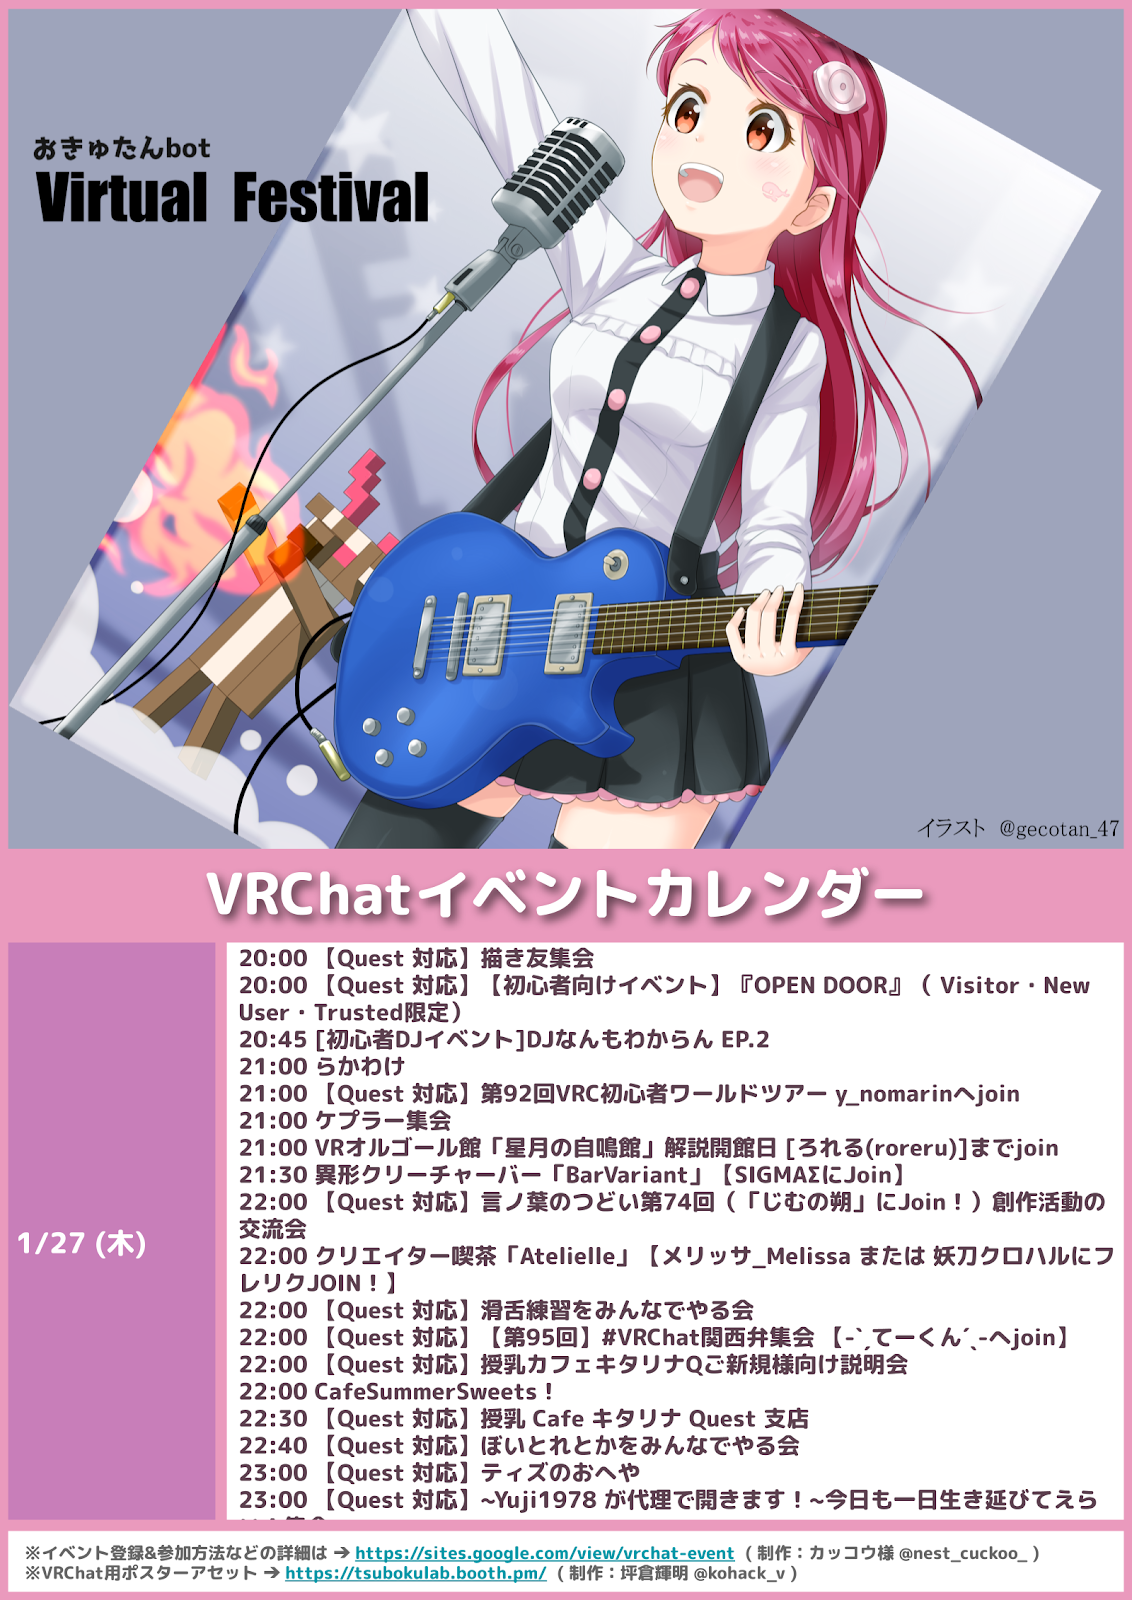 おきゅたんbot
Virtual Festival
イラスト @gecotan_47
VRChatイベントカレンダー
1/27 (木)
20:00 【Quest 対応】描き友集会
20:00 【Quest 対応】【初心者向けイベント】『OPEN DOOR』（ Visitor・New
User・Trusted限定）
20:45 [初心者DJイベント]DJなんもわからん EP.2
21:00 らかわけ
21:00 【Quest 対応】第92回VRC初心者ワールドツアー y_nomarinへjoin
21:00 ケプラー集会
21:00 VRオルゴール館「星月の自鳴館」解説開館日 [ろれる(roreru)]までjoin
21:30 異形クリーチャーバー「BarVariant」【SIGMAΣにJoin】
22:00 【Quest 対応】言ノ葉のつどい第74回（「じむの朔」にJoin！）創作活動の
交流会
22:00 クリエイター喫茶「Atelielle」【メリッサ_Melissa または 妖刀クロハルにフ
レリクJOIN！】
22:00 【Quest 対応】滑舌練習をみんなでやる会
22:00 【Quest 対応】【第95回】#VRChat関西弁集会 【-ˋˏてーくんˊˎ-へjoin】
22:00 【Quest 対応】授乳カフェキタリナQご新規様向け説明会
22:00 CafeSummerSweets！
22:30 【Quest 対応】授乳 Cafe キタリナ Quest 支店
22:40 【Quest 対応】ぼいとれとかをみんなでやる会
23:00 【Quest 対応】ティズのおへや
23:00 【Quest 対応】~Yuji1978 が代理で開きます！~今日も一日生き延びてえら
※イベント登録&参加方法などの詳細は ➔ https://sites.google.com/view/vrchat-event （ 制作：カッコウ様 @nest_cuckoo_ ）
※VRChat用ポスターアセット ➔ https://tsubokulab.booth.pm/ （ 制作：坪倉輝明 @kohack_v ）